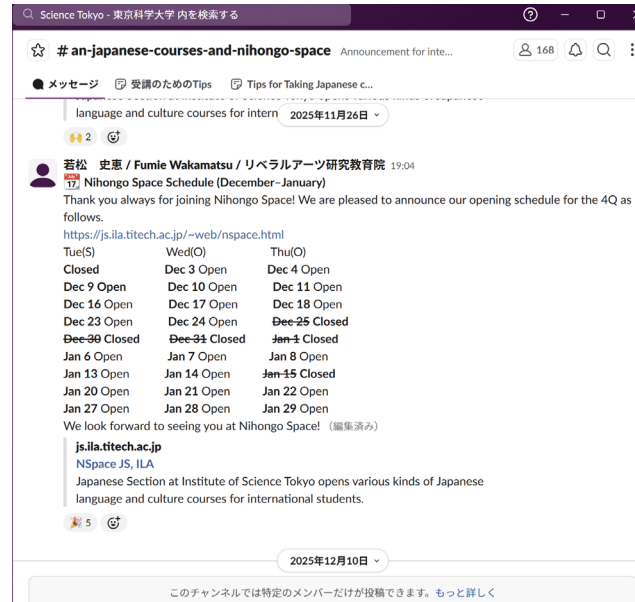 Science Tokyo - 東京科学大学 内を検索する
# an-japanese-courses-and-nihongo-space Announcement for inte... 168
メッセージ 受講のためのTips Tips for Taking Japanese c...
language and culture courses for intern
2025年11月26日
2
若松 史恵 / Fumie Wakamatsu / リベラルアーツ研究教育院 19:04
17 Nihongo Space Schedule (December–January)
Thank you always for joining Nihongo Space! We are pleased to announce our opening schedule for the 4Q as
follows.
https://js.ila.titech.ac.jp/~web/nspace.html
Tue(S) Wed(O) Thu(O)
Closed Dec 3 Open Dec 4 Open
Dec 9 Open Dec 10 Open Dec 11 Open
Dec 16 Open Dec 17 Open Dec 18 Open
Dec 23 Open Dec 24 Open Dec 25 Closed
Dec 30 Closed Dec 31 Closed Jan 1 Closed
Jan 6 Open Jan 7 Open Jan 8 Open
Jan 13 Open Jan 14 Open Jan 15 Closed
Jan 20 Open Jan 21 Open Jan 22 Open
Jan 27 Open Jan 28 Open Jan 29 Open
We look forward to seeing you at Nihongo Space! (編集済み)
js.ila.titech.ac.jp
NSpace JS, ILA
Japanese Section at Institute of Science Tokyo opens various kinds of Japanese
language and culture courses for international students.
5
2025年12月10日
このチャンネルでは特定のメンバーだけが投稿できます。もっと詳しく